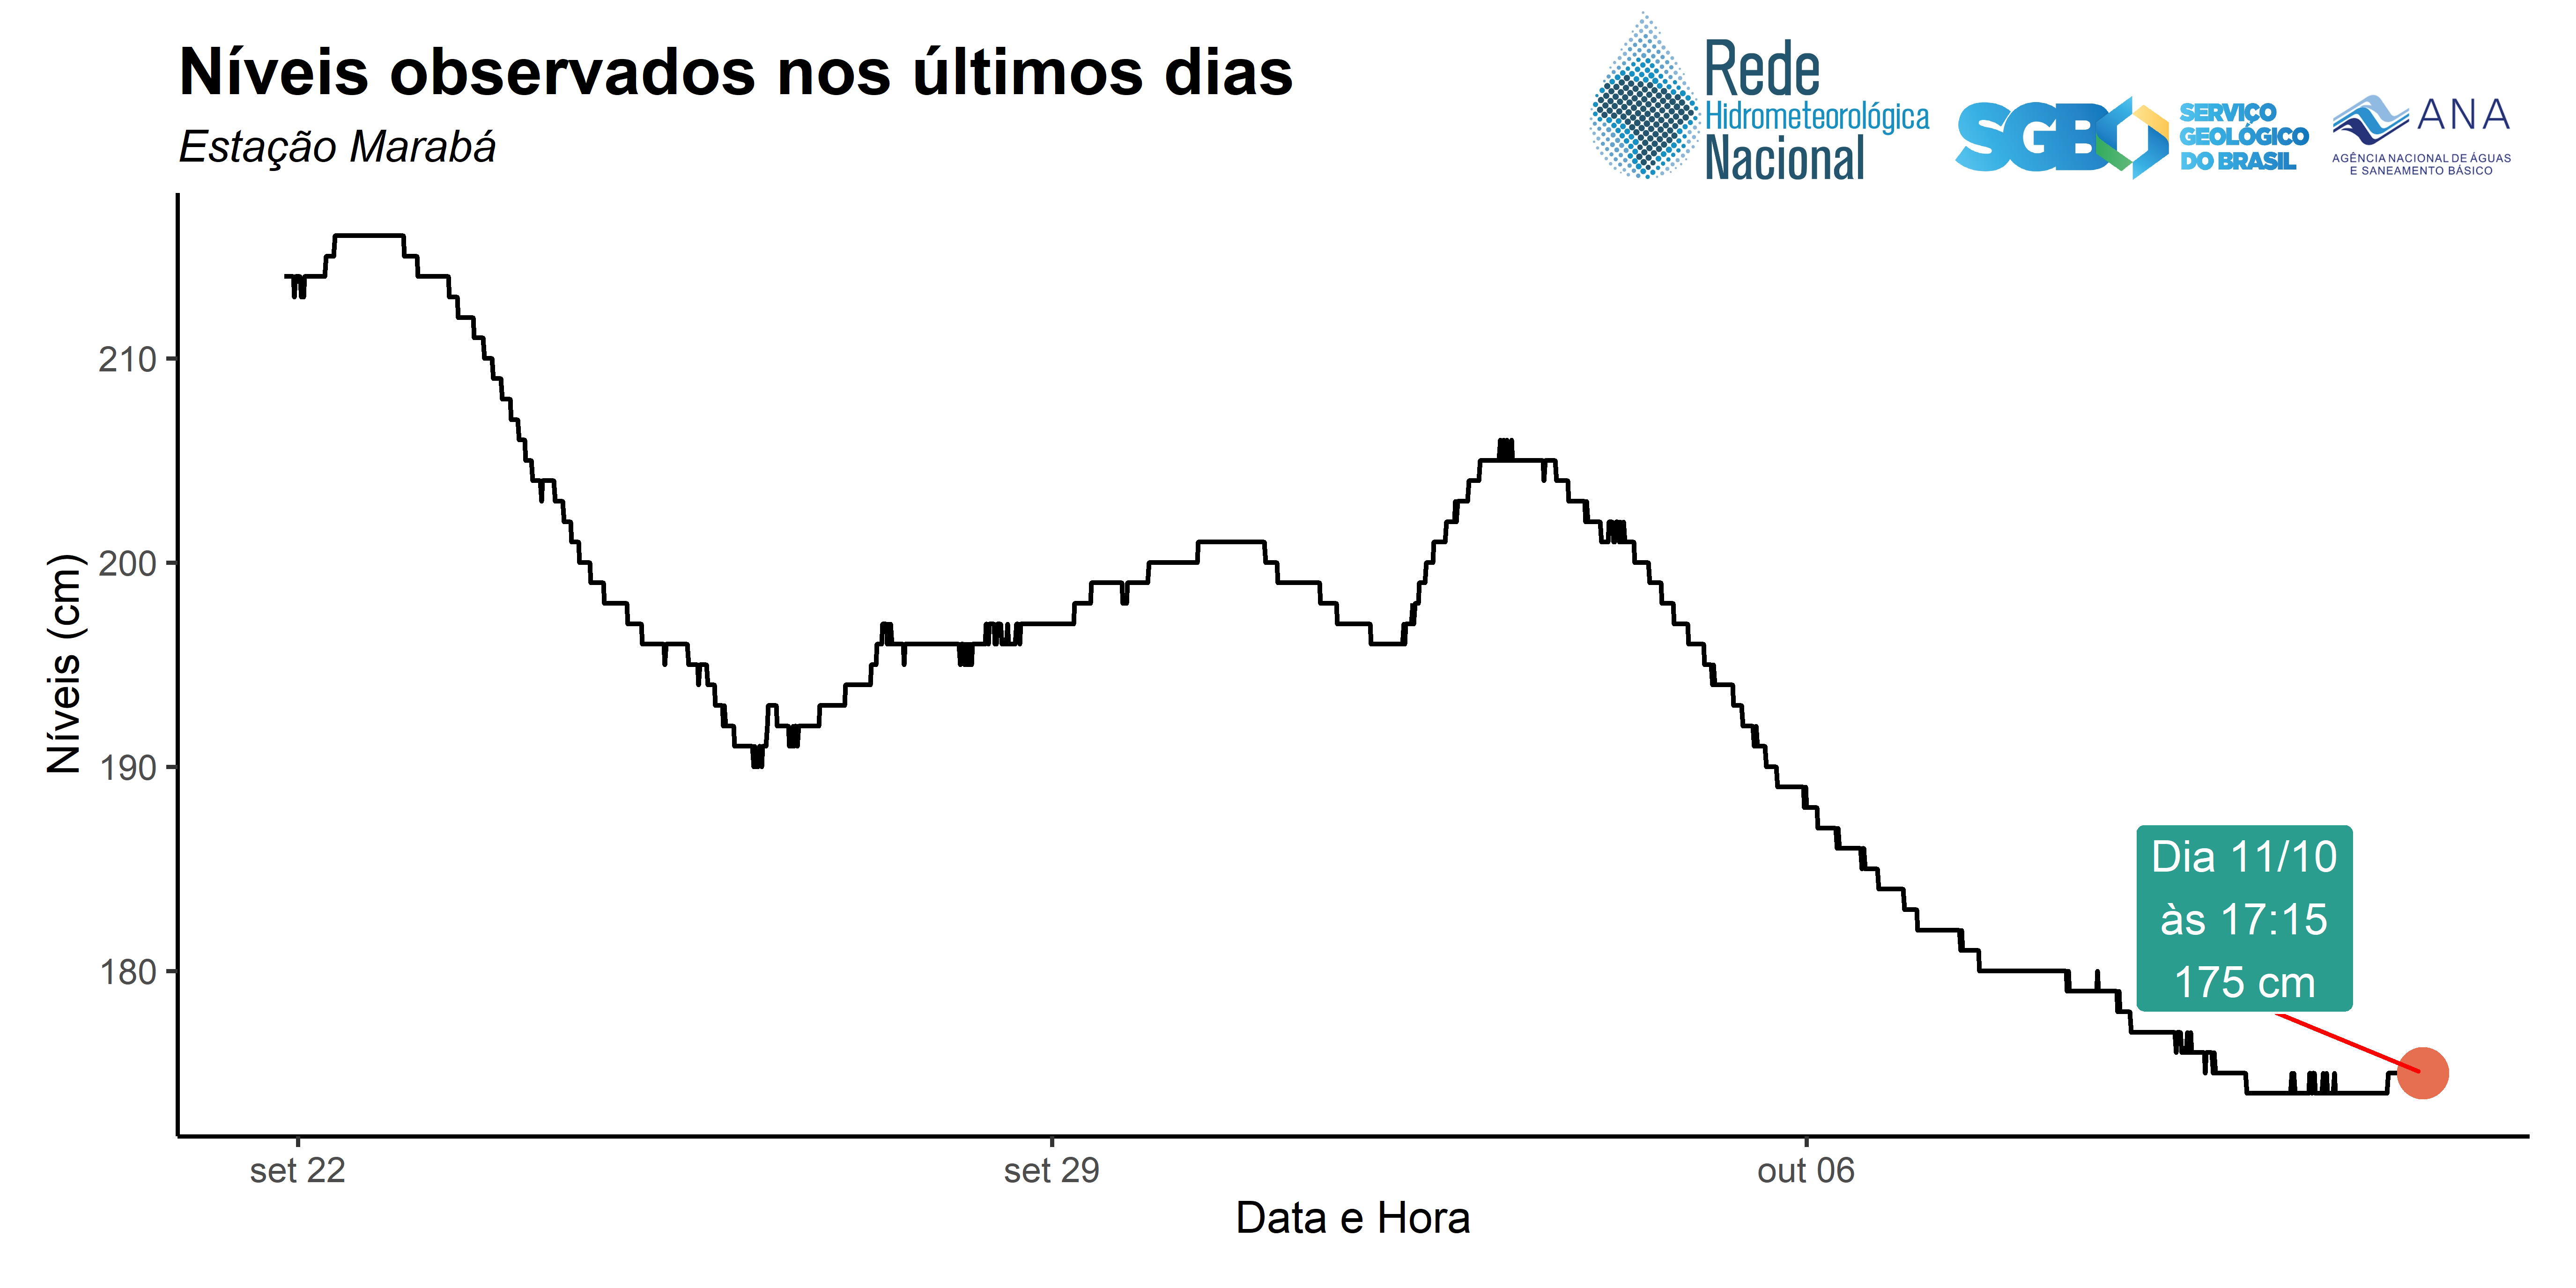 Níveis observados nos últimos dias
Estação Marabá
Rede
Hidrometeorológica
Nacional
SGB
SERVIÇO
GEOLÓGICO
DO BRASIL
ANA
AGÊNCIA NACIONAL DE ÁGUAS
E SANEAMENTO BÁSICO
Níveis (cm)
210
200
190
180
Dia 11/10
às 17:15
175 cm
set 22
set 29
out 06
Data e Hora